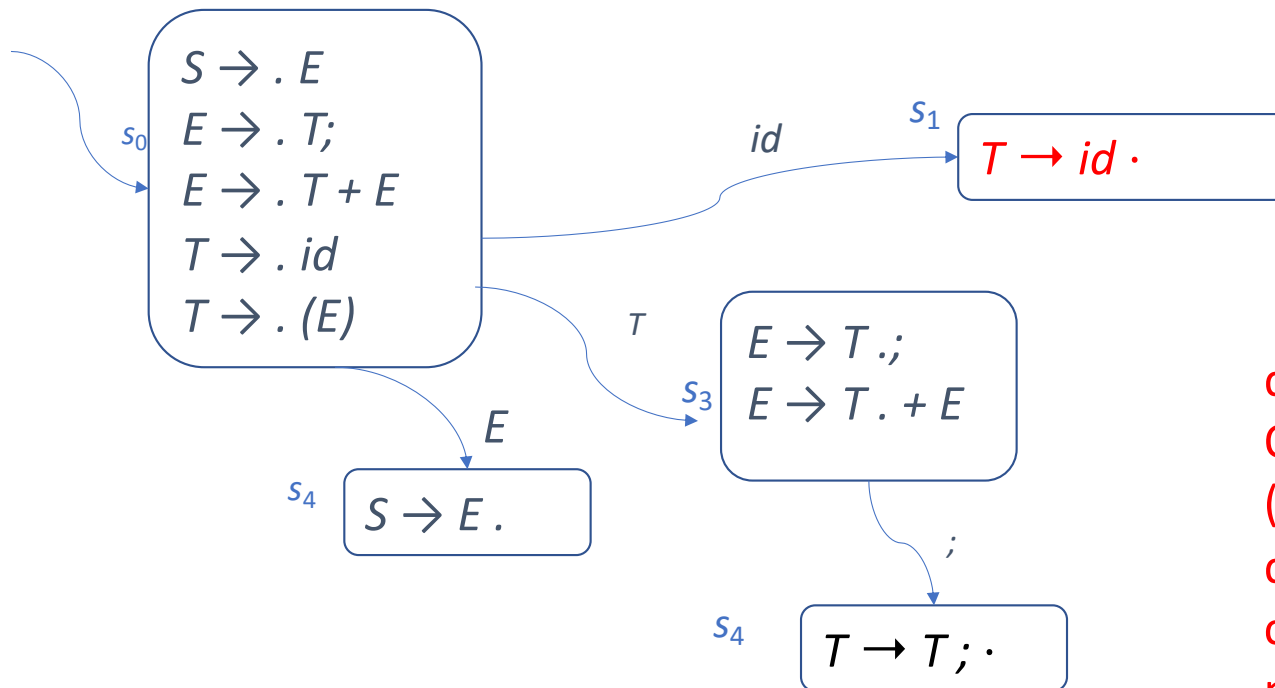 S → . E
s0
E → . T;
E → . T + E
T → . id
T → . (E)
id
s1
T → id ·
T
s3
E → T .;
E → T . + E
E
s4
S → E .
;
s4
T → T ; ·
(